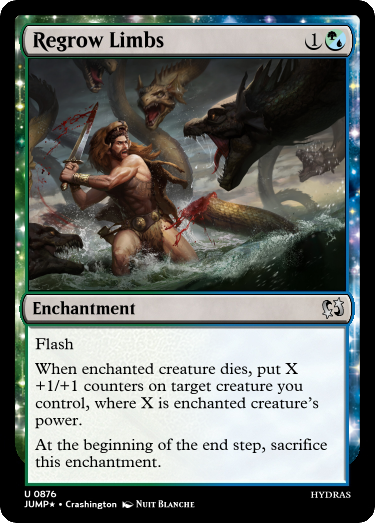 Regrow Limbs 1
Enchantment
Flash
When enchanted creature dies, put X
+1/+1 counters on target creature you
control, where X is enchanted creature's
power.
At the beginning of the end step, sacrifice
this enchantment.
U 0876
JUMP★ • Crashington Nuit Blanche HYDRAS